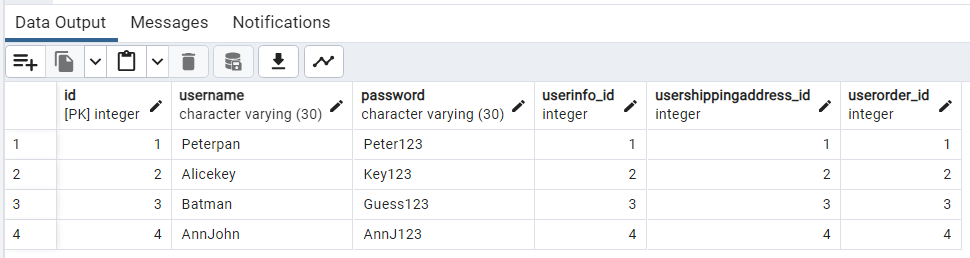 Data Output Messages Notifications
id username password userinfo_id usershippingaddress_id userorder_id
[PK] integer character varying (30) character varying (30) integer integer integer
1 1 Peterpan Peter123 1 1 1
2 2 Alicekey Key123 2 2 2
3 3 Batman Guess123 3 3 3
4 4 AnnJohn AnnJ123 4 4 4